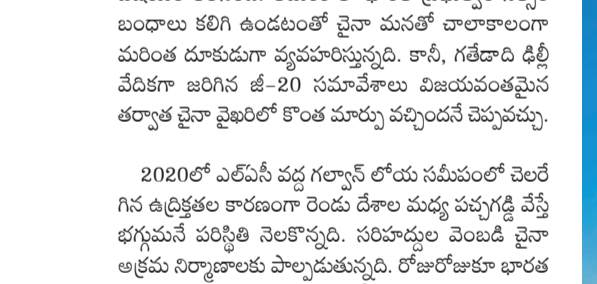 బంధాలు కలిగి ఉండటంతో చైనా మనతో చాలాకాలంగా
మరింత దూకుడుగా వ్యవహరిస్తున్నది. కానీ, గతేడాది ఢిల్లీ
వేదికగా జరిగిన జీ-20 సమావేశాలు విజయవంతమైన
తర్వాత చైనా వైఖరిలో కొంత మార్పు వచ్చిందనే చెప్పవచ్చు.
2020లో ఎల్ఏసీ వద్ద గల్వాన్ లోయ సమీపంలో చెలరే
గిన ఉద్రిక్తతల కారణంగా రెండు దేశాల మధ్య పచ్చగడ్డి వేస్తే
భగ్గుమనే పరిస్థితి నెలకొన్నది. సరిహద్దుల వెంబడి చైనా
అక్రమ నిర్మాణాలకు పాల్పడుతున్నది. రోజురోజుకూ భారత